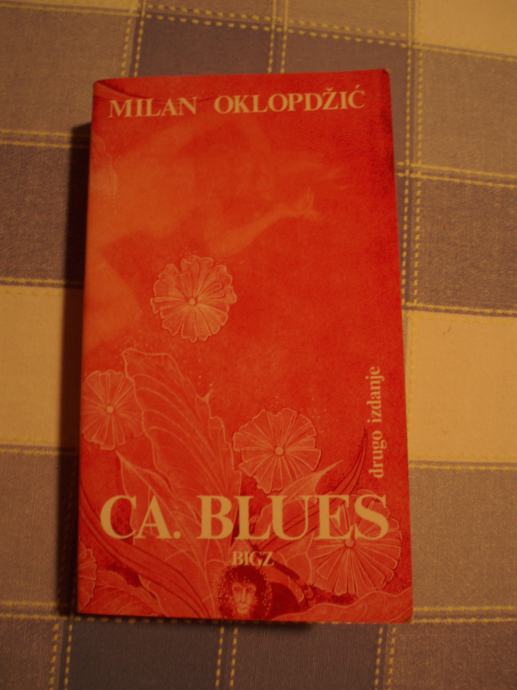 MILAN OKLOPDŽIĆ
drugo izdanje
CA. BLUES
BIGZ